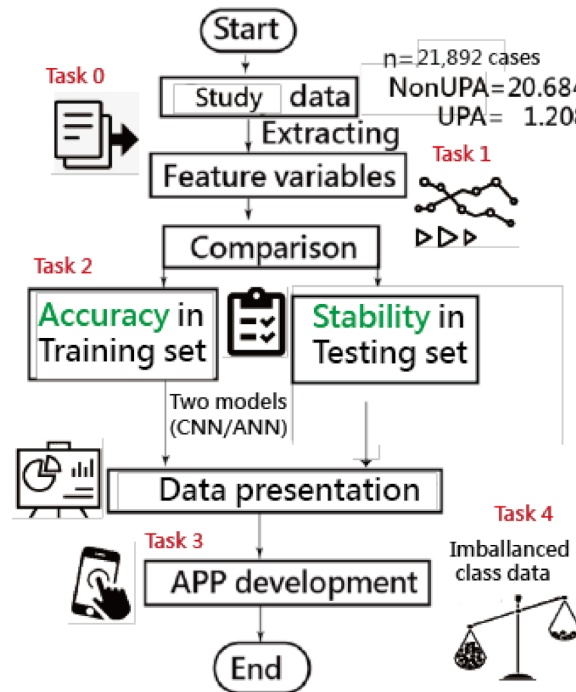 Start
Task 0
n=21,892 cases
NonUPA=20.684
UPA= 1.208
Study data
Extracting
Task 1
Feature variables
Comparison
Task 2
Accuracy in
Training set
Stability in
Testing set
Two models
(CNN/ANN)
Data presentation
Task 3
APP development
Task 4
Imballanced
class data
End